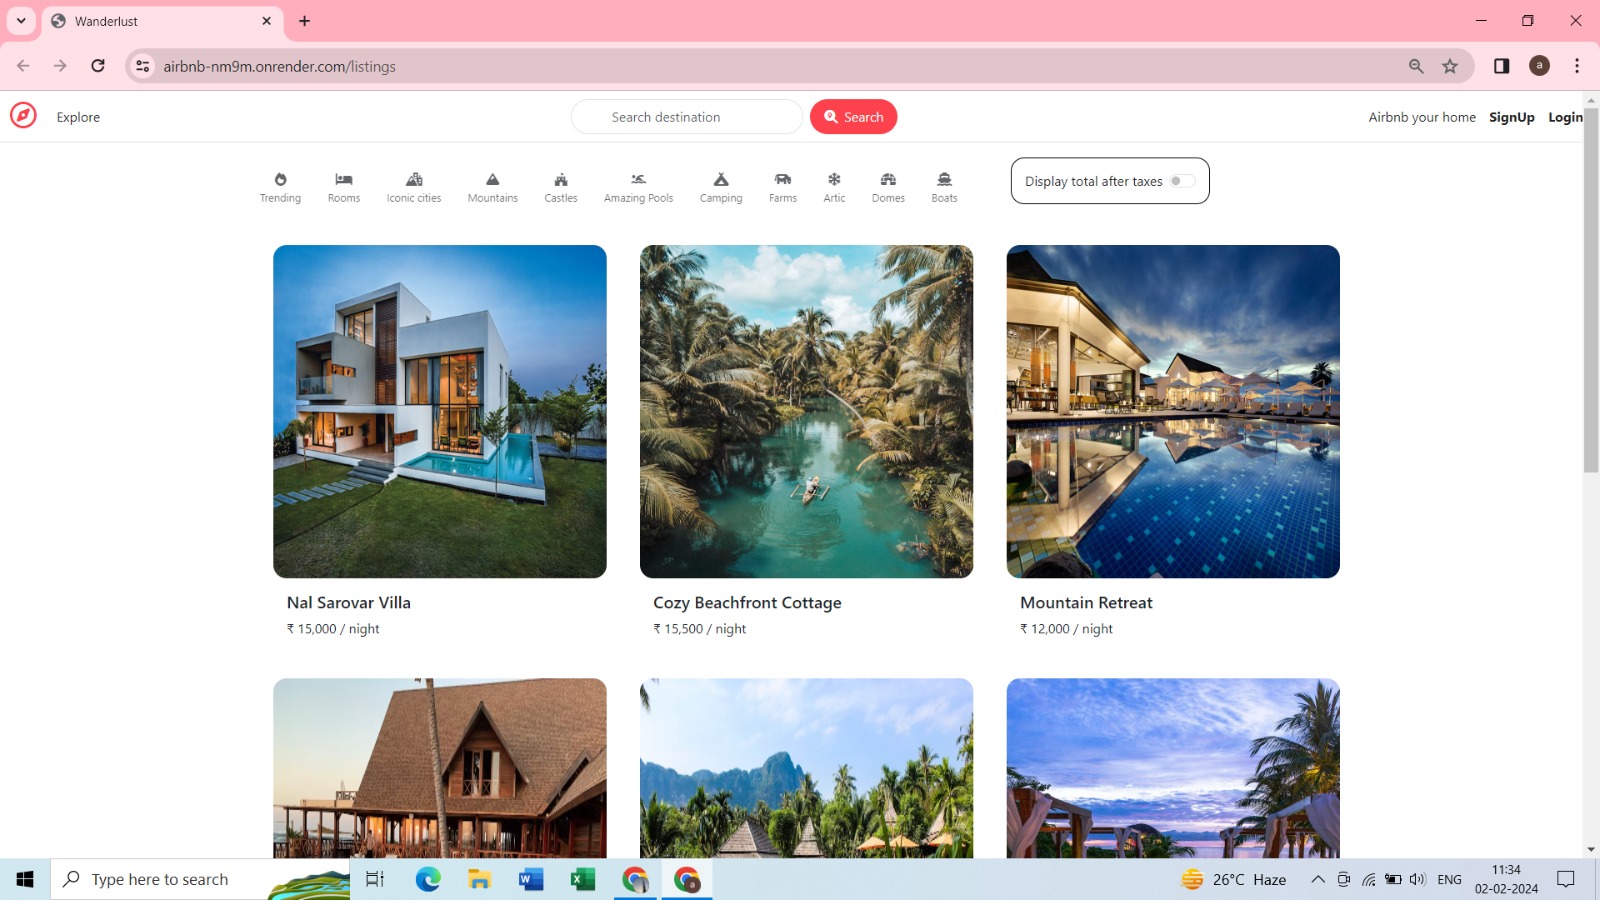 Wanderlust
airbnb-nm9m.onrender.com/listings
a
Explore
Search destination
Search
Airbnb your home SignUp Login
Trending Rooms Iconic cities Mountains Castles Amazing Pools Camping Farms Artic Domes Boats
Display total after taxes
Nal Sarovar Villa
₹ 15,000 / night
Cozy Beachfront Cottage
₹ 15,500 / night
Mountain Retreat
₹ 12,000 / night
Type here to search
26°C Haze
ENG
11:34
02-02-2024